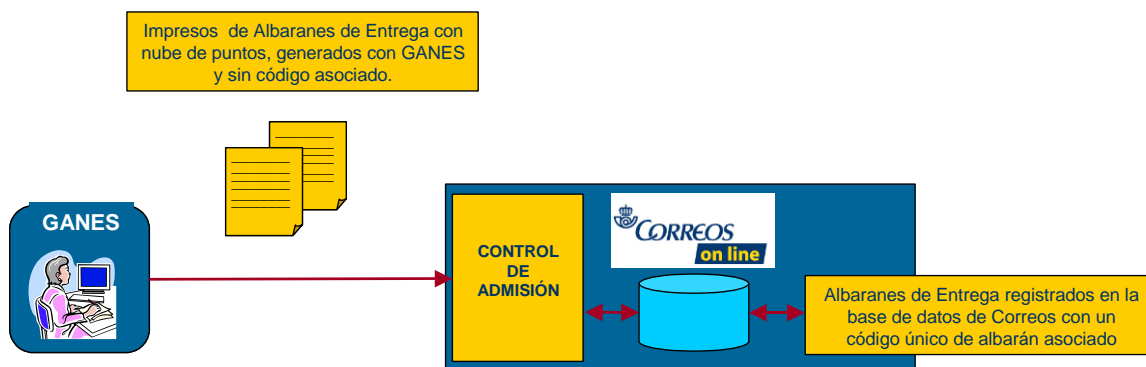 Impresos de Albaranes de Entrega con
nube de puntos, generados con GANES
y sin código asociado.
GANES
CONTROL
DE
ADMISIÓN
CORREOS
on line
Albaranes de Entrega registrados en la
base de datos de Correos con un
código único de albarán asociado